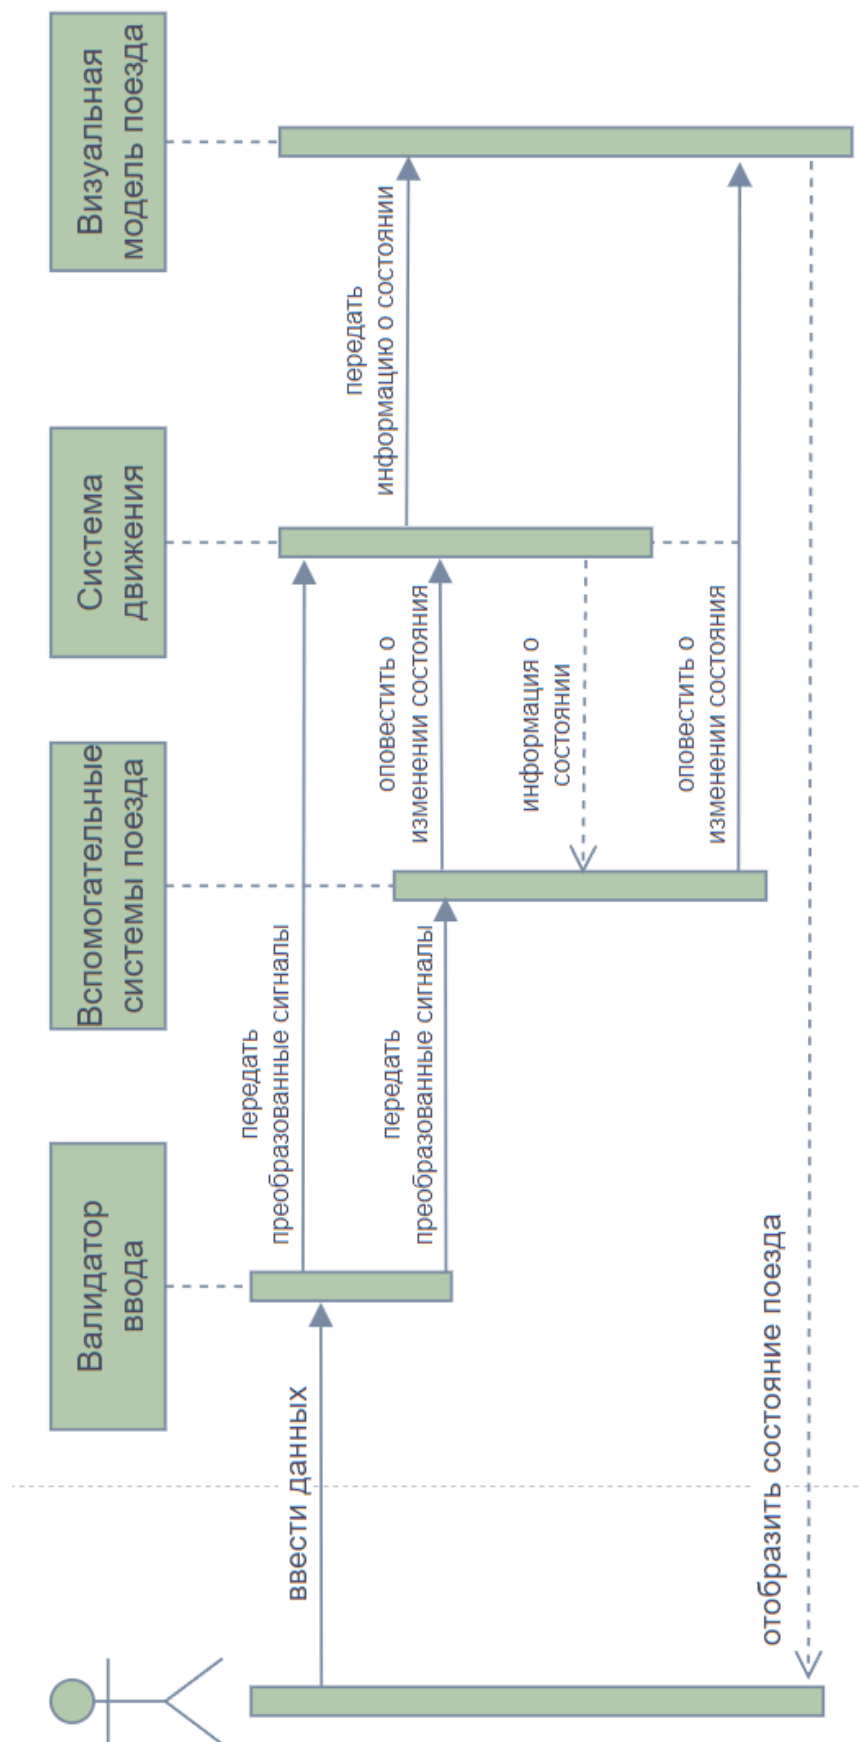 Валидатор
ввода
Вспомогательные
системы поезда
Система
движения
Визуальная
модель поезда
ввести данных
передать
преобразованные сигналы
передать
преобразованные сигналы
передать
информацию о состоянии
оповестить о
изменении состояния
информация о
состоянии
оповестить о
изменении состояния
отобразить состояние поезда